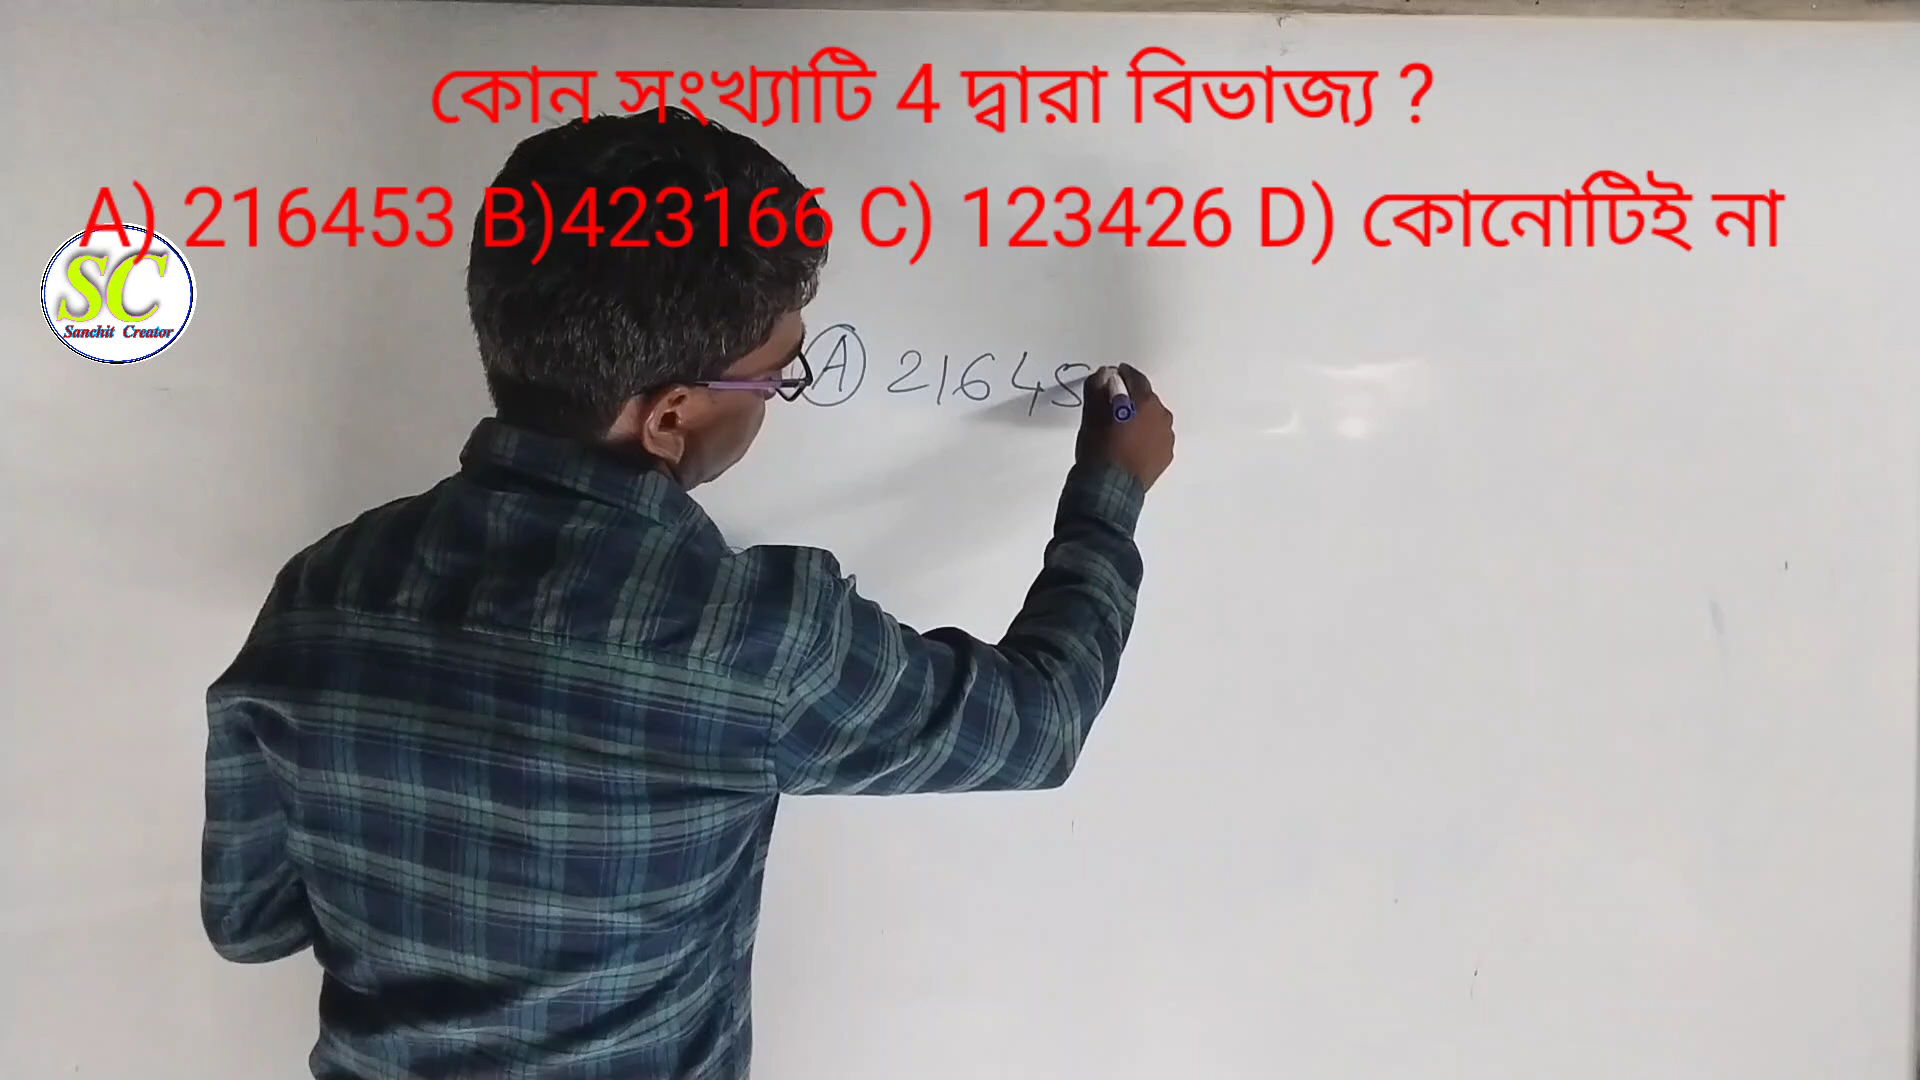 কোন সংখ্যাটি 4 দ্বারা বিভাজ্য ?
A) 216453 B)423166 C) 123426 D) কোনোটিই না
SC
Sanchit Creator
A 21645